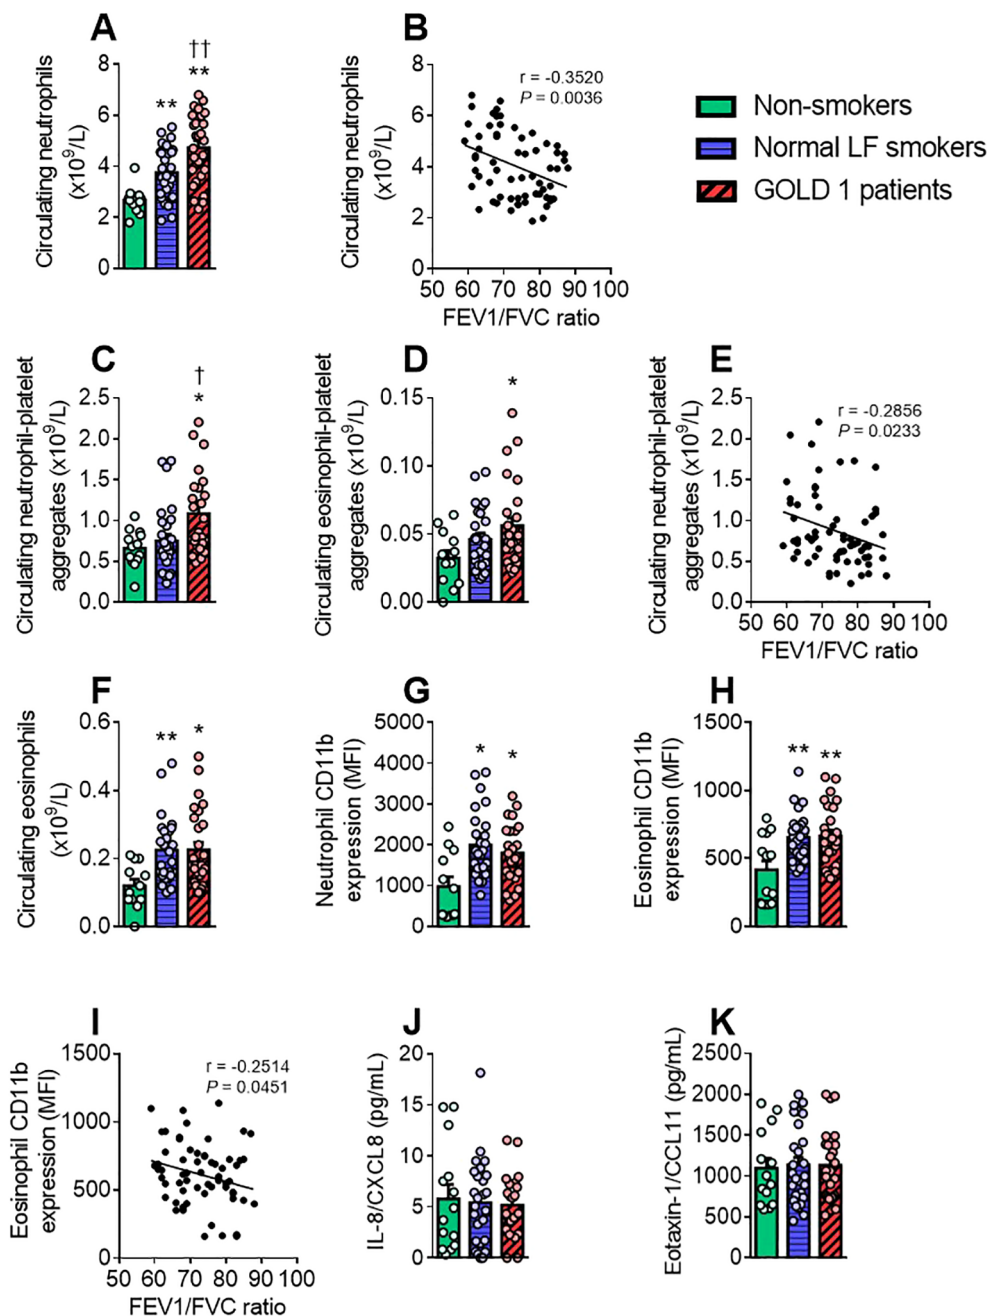 A
Circulating neutrophils
(x10⁹/L)
8
6
4
2
0
**
††
**
B
Circulating neutrophils
(x10⁹/L)
8
6
4
2
0
r = -0.3520
P = 0.0036
50 60 70 80 90 100
FEV1/FVC ratio
Non-smokers
Normal LF smokers
GOLD 1 patients
C
Circulating neutrophil-platelet
aggregates (x10⁹/L)
2.5
2.0
1.5
1.0
0.5
0.0
†
*
D
Circulating eosinophil-platelet
aggregates (x10⁹/L)
0.15
0.10
0.05
0.00
*
E
Circulating neutrophil-platelet
aggregates (x10⁹/L)
2.5
2.0
1.5
1.0
0.5
0.0
r = -0.2856
P = 0.0233
50 60 70 80 90 100
FEV1/FVC ratio
F
Circulating eosinophils
(x10⁹/L)
0.6
0.4
0.2
0.0
**
*
G
Neutrophil CD11b
expression (MFI)
5000
4000
3000
2000
1000
0
*
*
H
Eosinophil CD11b
expression (MFI)
1500
1000
500
0
**
**
I
Eosinophil CD11b
expression (MFI)
1500
1000
500
0
r = -0.2514
P = 0.0451
50 60 70 80 90 100
FEV1/FVC ratio
J
IL-8/CXCL8 (pg/mL)
20
15
10
5
0
K
Eotaxin-1/CCL11 (pg/mL)
2500
2000
1500
1000
500
0